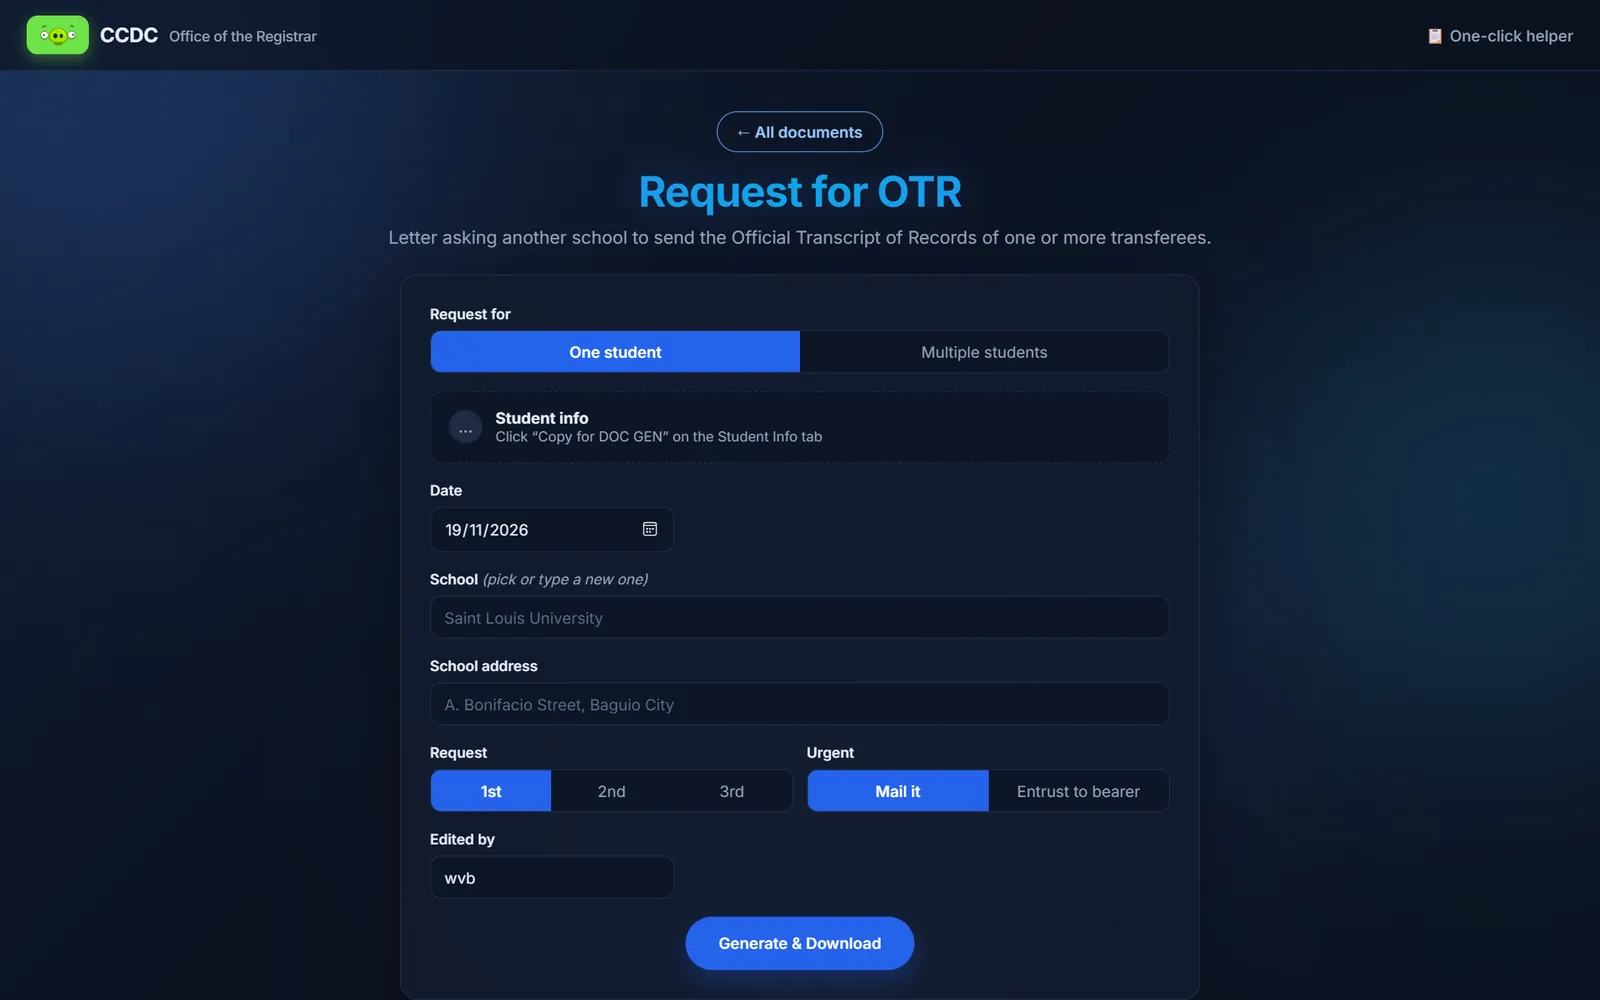 CCDC Office of the Registrar
📋 One-click helper
← All documents
Request for OTR
Letter asking another school to send the Official Transcript of Records of one or more transferees.
Request for
One student
Multiple students
...
Student info
Click “Copy for DOC GEN” on the Student Info tab
Date
19/11/2026
School (pick or type a new one)
Saint Louis University
School address
A. Bonifacio Street, Baguio City
Request
Urgent
1st
2nd
3rd
Mail it
Entrust to bearer
Edited by
wvb
Generate & Download